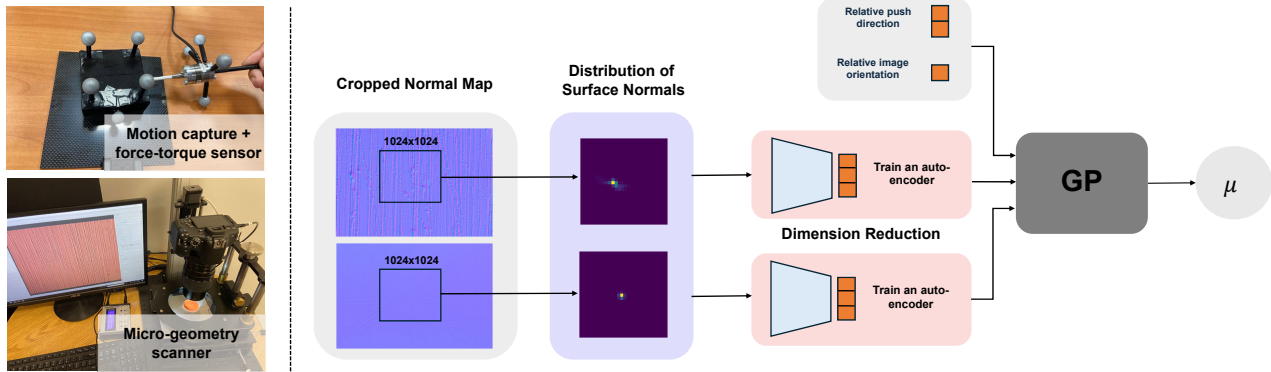 Motion capture +
force-torque sensor
Micro-geometry
scanner
Cropped Normal Map
1024x1024
1024x1024
Distribution of
Surface Normals
Relative push
direction
Relative image
orientation
Train an auto-
encoder
Dimension Reduction
Train an auto-
encoder
GP
μ